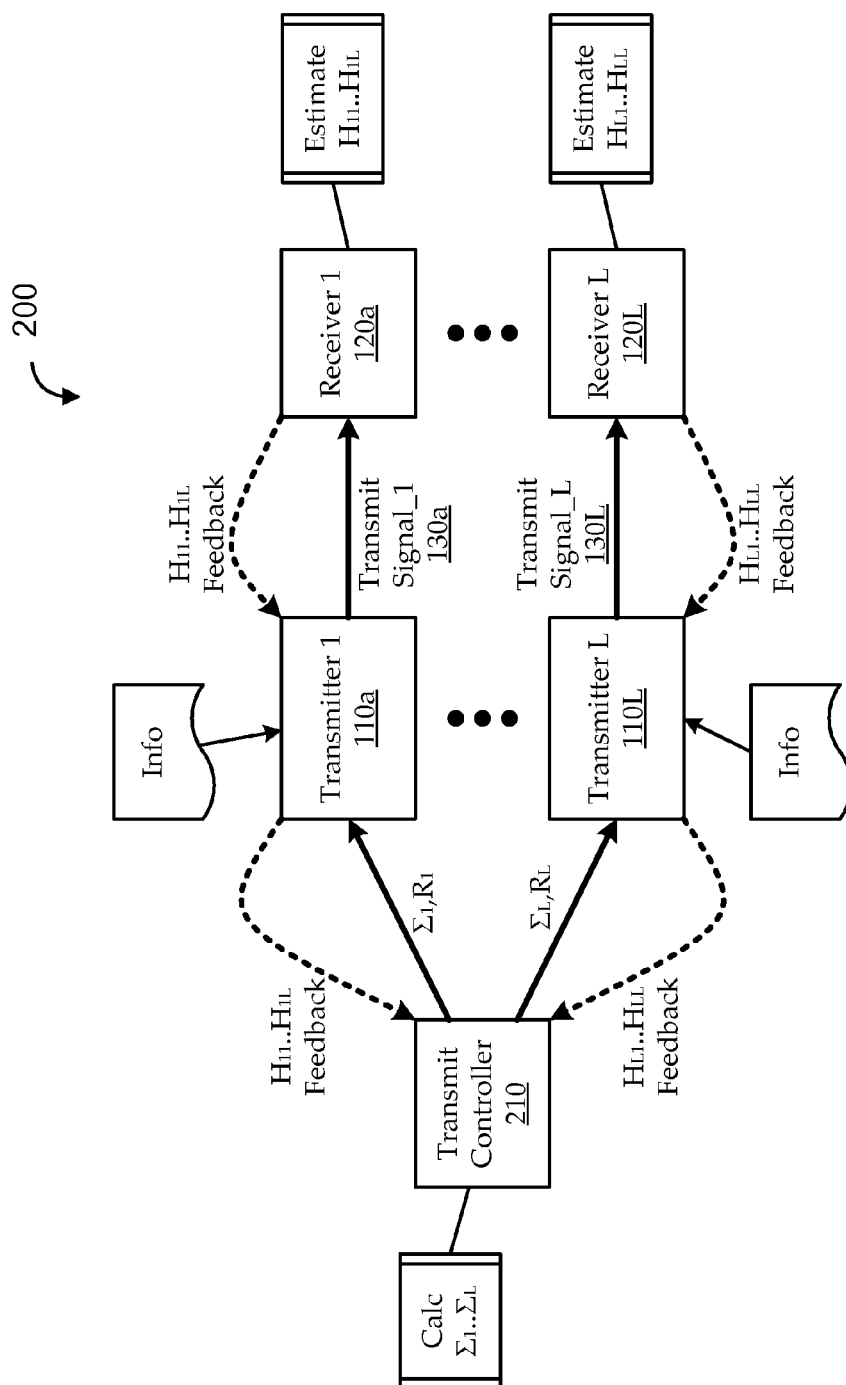 200
Estimate
H₁₁..H₁L
Estimate
HL₁..HLL
Receiver 1
120a
Receiver L
120L
H₁₁..H₁L
Feedback
Transmit
Signal_1
130a
Transmit
Signal_L
130L
HL₁..HLL
Feedback
Info
Transmitter 1
110a
Transmitter L
110L
Info
H₁₁..H₁L
Feedback
Σ₁,R₁
ΣL,RL
HL₁..HLL
Feedback
Transmit
Controller
210
Calc
Σ₁..ΣL